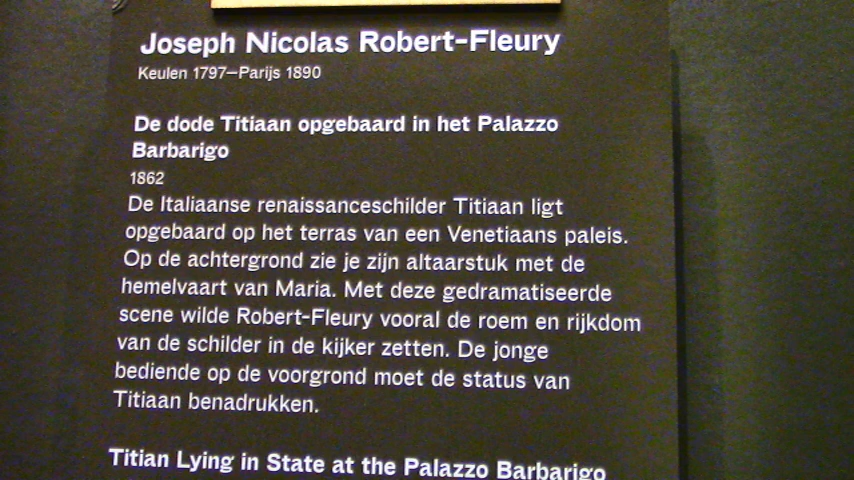 Joseph Nicolas Robert-Fleury
Keulen 1797–Parijs 1890
De dode Titiaan opgebaard in het Palazzo
Barbarigo
1862
De Italiaanse renaissanceschilder Titiaan ligt
opgebaard op het terras van een Venetiaans paleis.
Op de achtergrond zie je zijn altaarstuk met de
hemelvaart van Maria. Met deze gedramatiseerde
scene wilde Robert-Fleury vooral de roem en rijkdom
van de schilder in de kijker zetten. De jonge
bediende op de voorgrond moet de status van
Titiaan benadrukken.
Titian Lying in State at the Palazzo Barbarigo